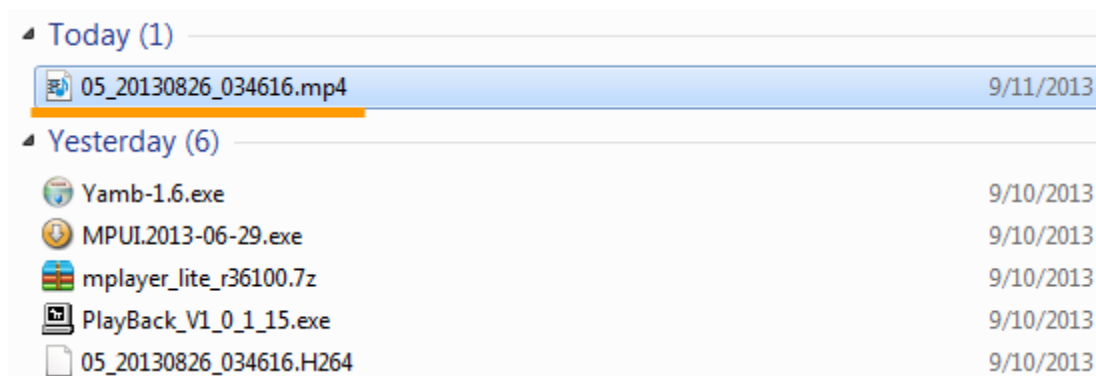 Today (1)
05_20130826_034616.mp4 9/11/2013
Yesterday (6)
Yamb-1.6.exe 9/10/2013
MPUI.2013-06-29.exe 9/10/2013
mplayer_lite_r36100.7z 9/10/2013
PlayBack_V1_0_1_15.exe 9/10/2013
05_20130826_034616.H264 9/10/2013